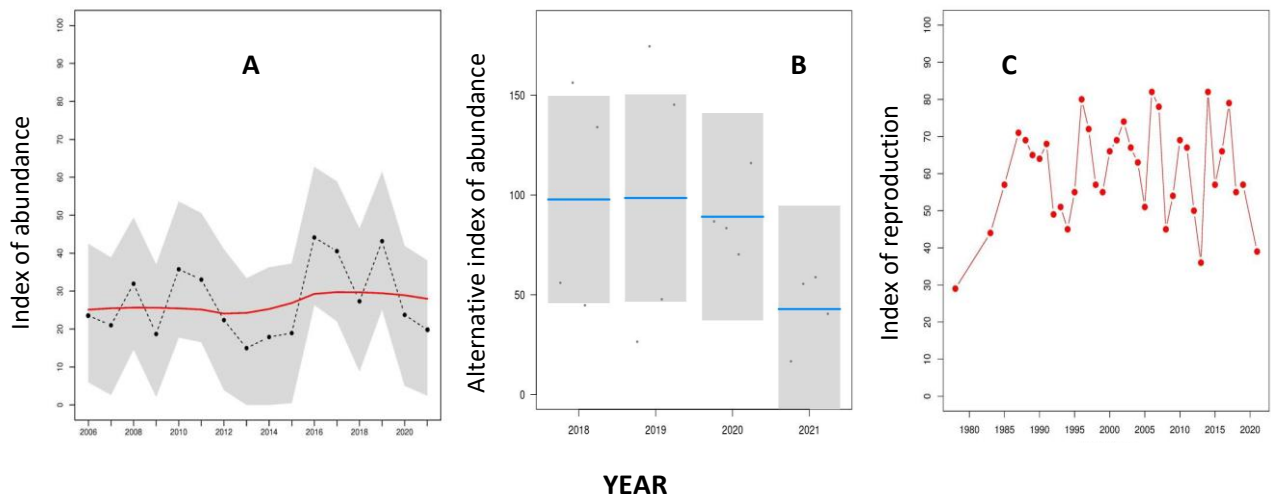 Index of abundance
0 10 20 30 40 50 60 70 80 90 100
A
2006 2008 2010 2012 2014 2016 2018 2020
Alternative index of abundance
0 50 100 150
B
2018 2019 2020 2021
Index of reproduction
0 10 20 30 40 50 60 70 80 90 100
C
1980 1985 1990 1995 2000 2005 2010 2015 2020
YEAR